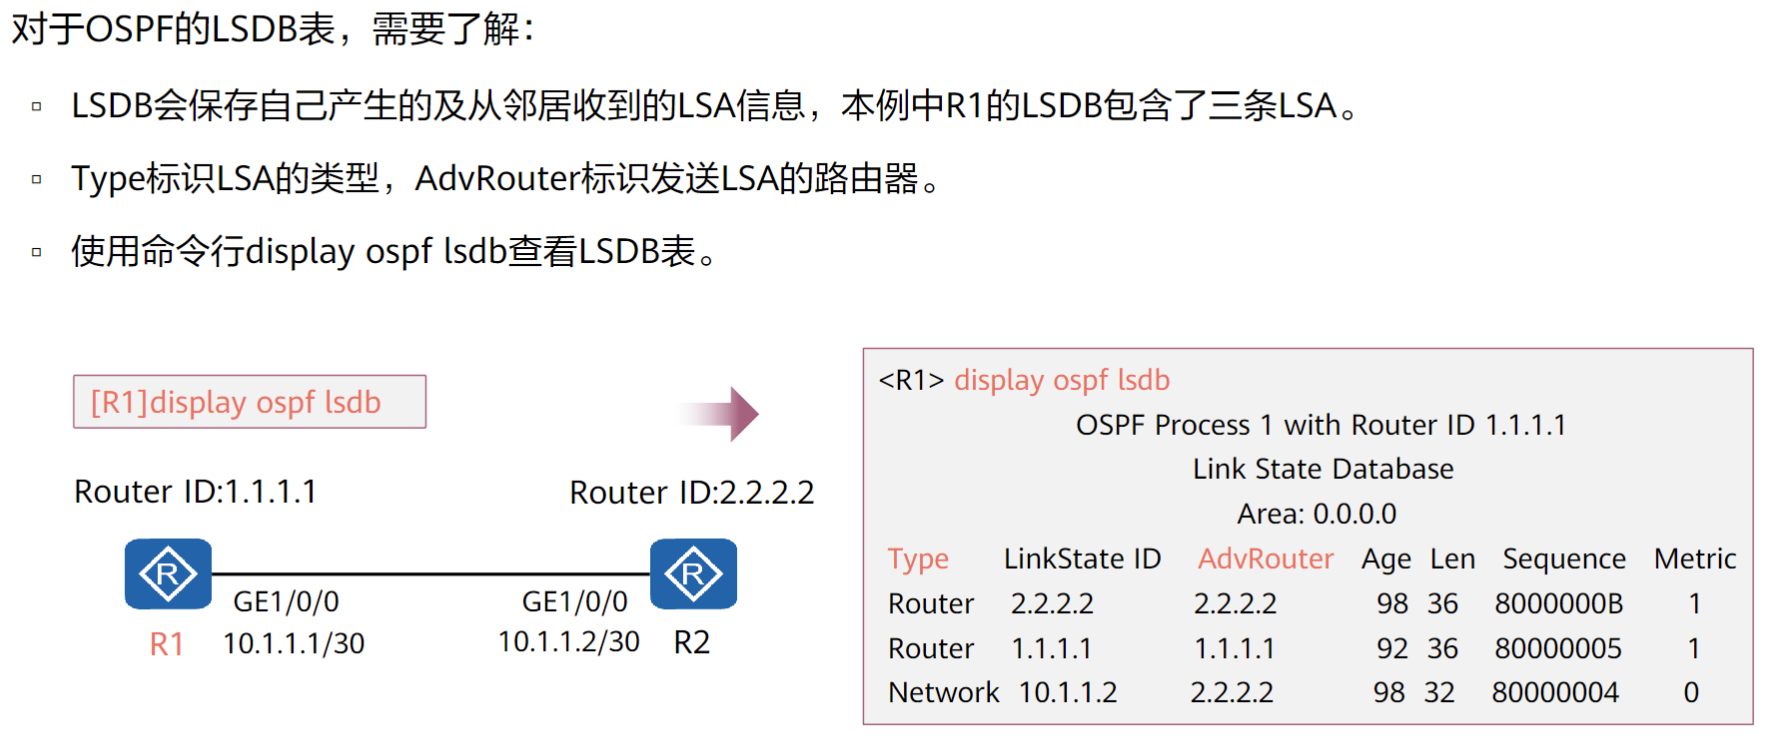 对于OSPF的LSDB表，需要了解：
▫ LSDB会保存自己产生的及从邻居收到的LSA信息，本例中R1的LSDB包含了三条LSA。
▫ Type标识LSA的类型，AdvRouter标识发送LSA的路由器。
▫ 使用命令行display ospf lsdb查看LSDB表。
[R1]display ospf lsdb
Router ID:1.1.1.1
Router ID:2.2.2.2
R
R
GE1/0/0
GE1/0/0
R1
10.1.1.1/30
10.1.1.2/30
R2
<R1> display ospf lsdb
OSPF Process 1 with Router ID 1.1.1.1
Link State Database
Area: 0.0.0.0
Type LinkState ID AdvRouter Age Len Sequence Metric
Router 2.2.2.2 2.2.2.2 98 36 8000000B 1
Router 1.1.1.1 1.1.1.1 92 36 80000005 1
Network 10.1.1.2 2.2.2.2 98 32 80000004 0